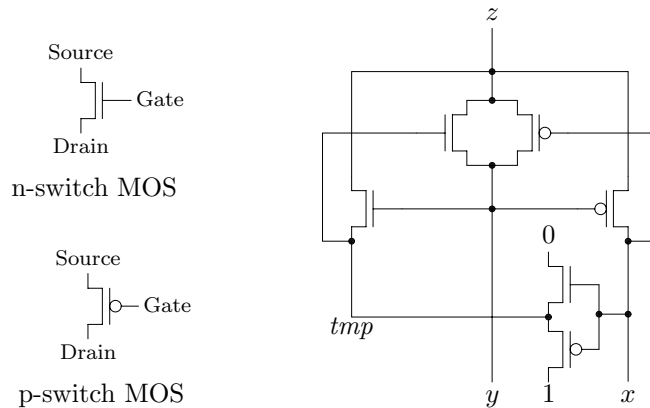 Source
Gate
Drain
n-switch MOS
Source
Gate
Drain
p-switch MOS
z
0
tmp
y
1
x